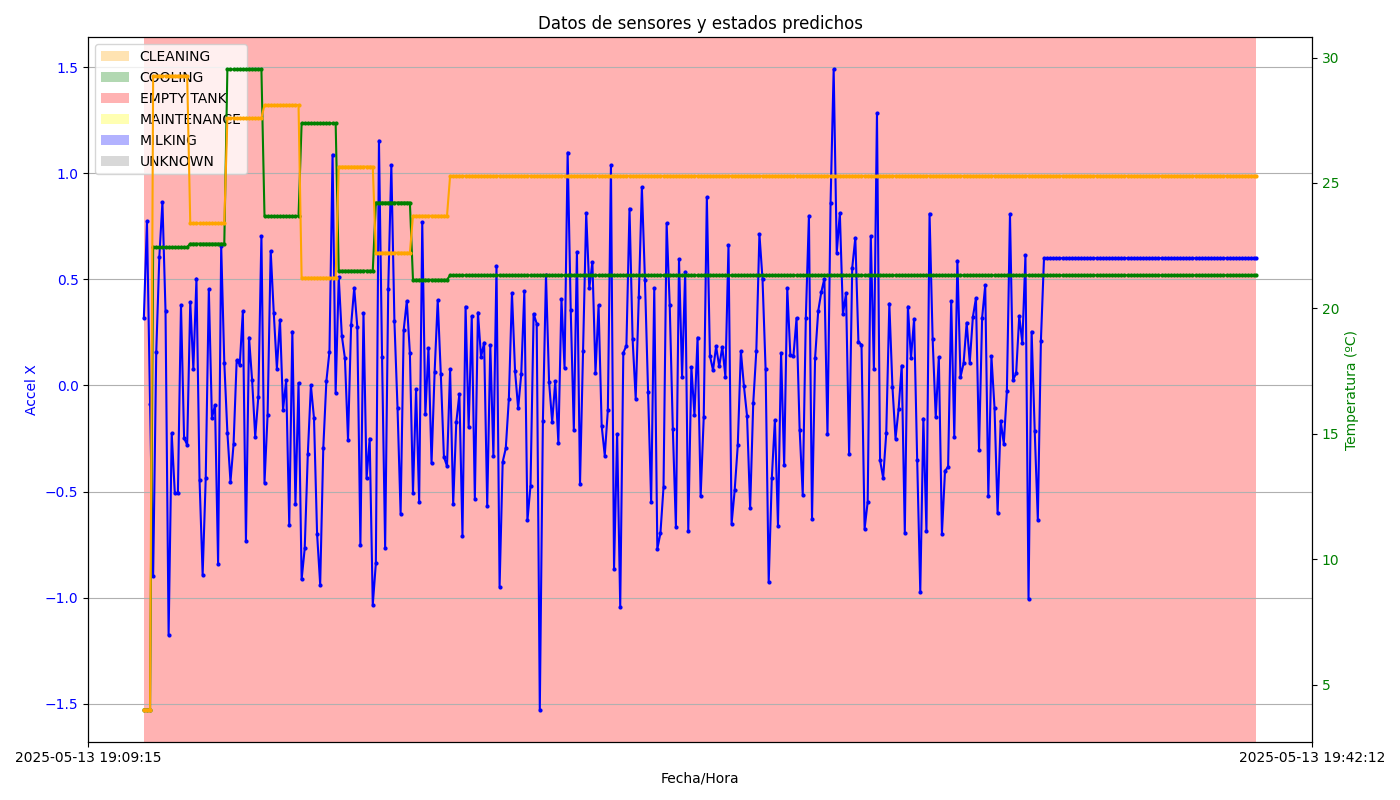 Datos de sensores y estados predichos
CLEANING
COOLING
EMPTY TANK
MAINTENANCE
MILKING
UNKNOWN
1.5
1.0
0.5
0.0
−0.5
−1.0
−1.5
Accel X
30
25
20
15
10
5
Temperatura (ºC)
2025-05-13 19:09:15
2025-05-13 19:42:12
Fecha/Hora